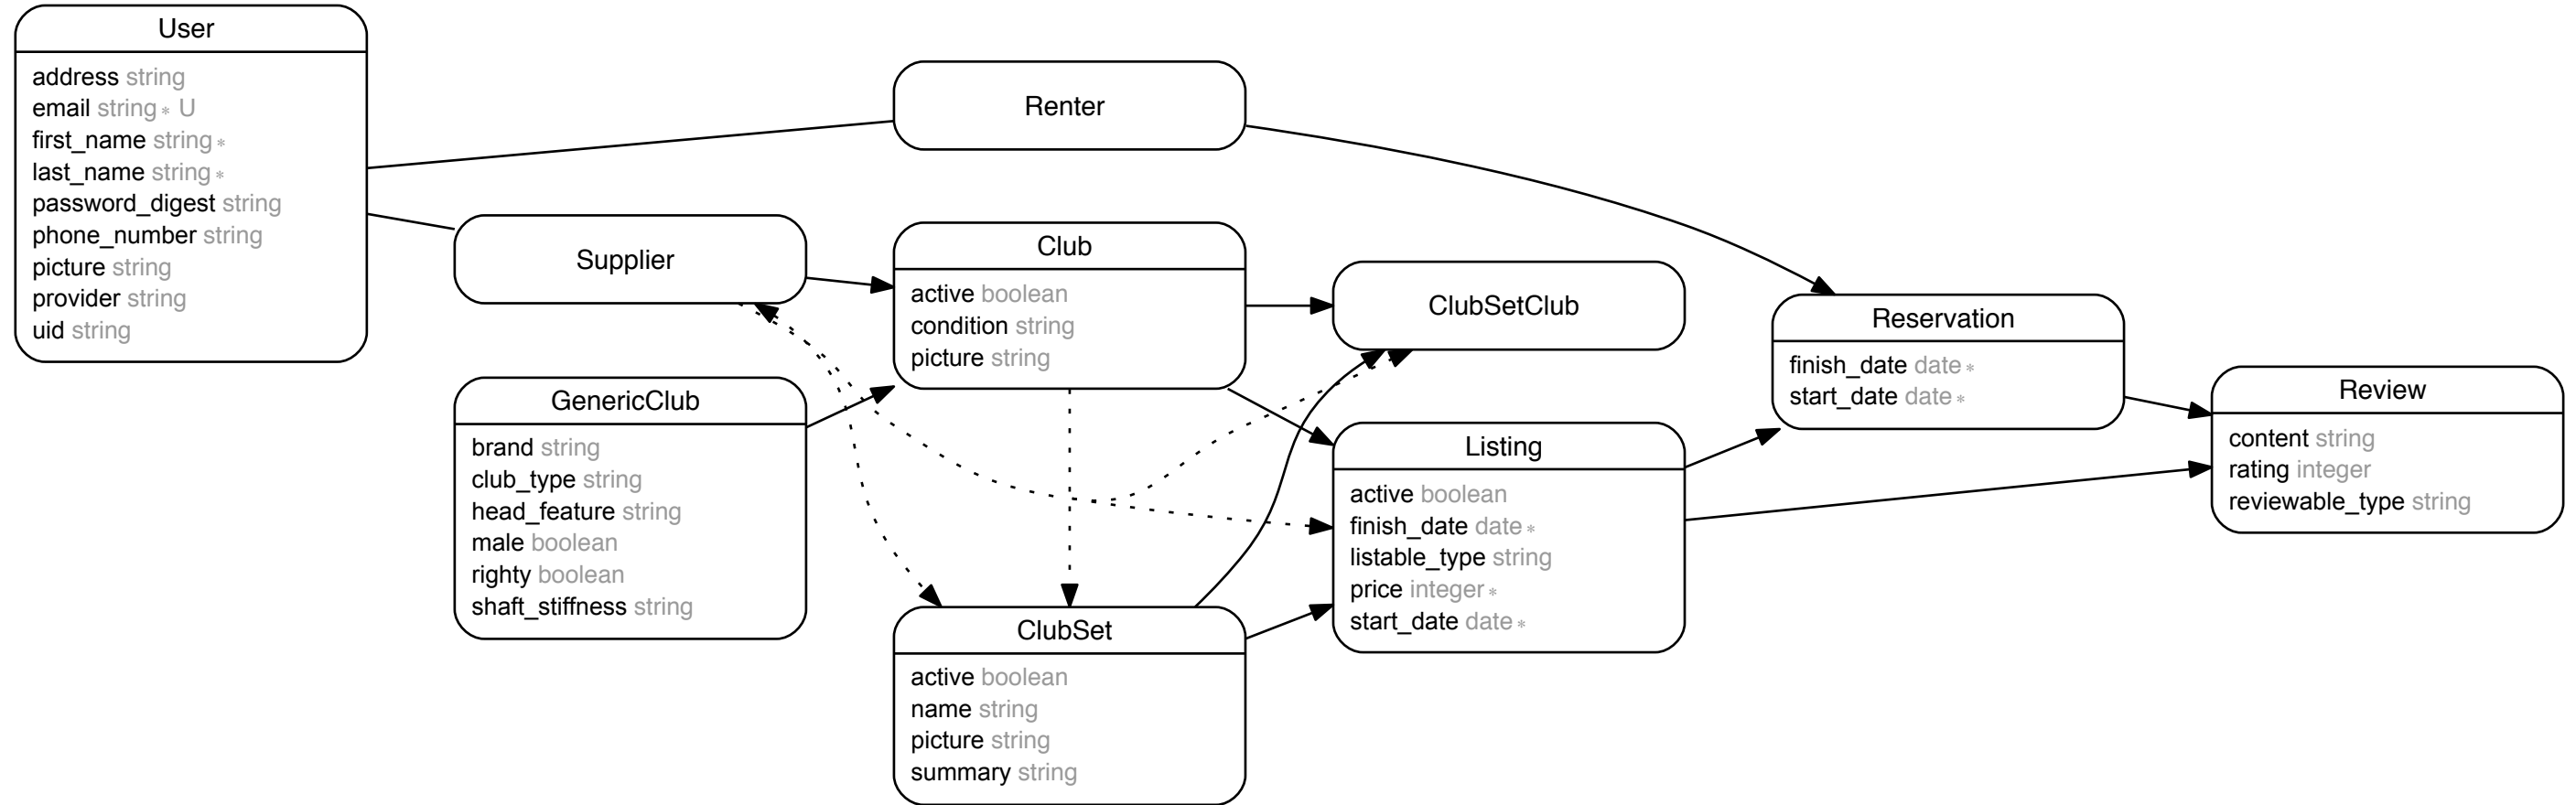 User
address string
email string* U
first_name string*
last_name string*
password_digest string
phone_number string
picture string
provider string
uid string
Renter
Supplier
GenericClub
brand string
club_type string
head_feature string
male boolean
righty boolean
shaft_stiffness string
Club
active boolean
condition string
picture string
ClubSet
active boolean
name string
picture string
summary string
ClubSetClub
Listing
active boolean
finish_date date*
listable_type string
price integer*
start_date date*
Reservation
finish_date date*
start_date date*
Review
content string
rating integer
reviewable_type string